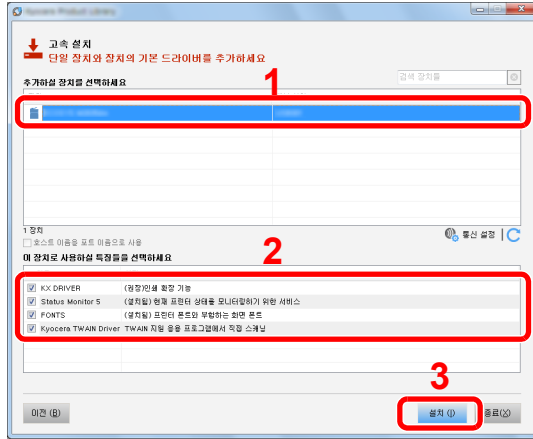 Kyocera Product Library
고속 설치
단일 장치와 장치의 기본 드라이버를 추가하세요
추가하실 장치를 선택하세요
검색 장치들
1
1 장치
호스트 이름을 포트 이름으로 사용
통신 설정
이 장치로 사용하실 특징들을 선택하세요
2
KX DRIVER (권장)인쇄 확장 기능
Status Monitor 5 (설치됨) 현재 프린터 상태를 모니터링하기 위한 서비스
FONTS (설치됨) 프린터 폰트와 부합하는 화면 폰트
Kyocera TWAIN Driver TWAIN 지원 응용 프로그램에서 직접 스캐닝
3
이전 (B)
설치 (I)
종료(X)